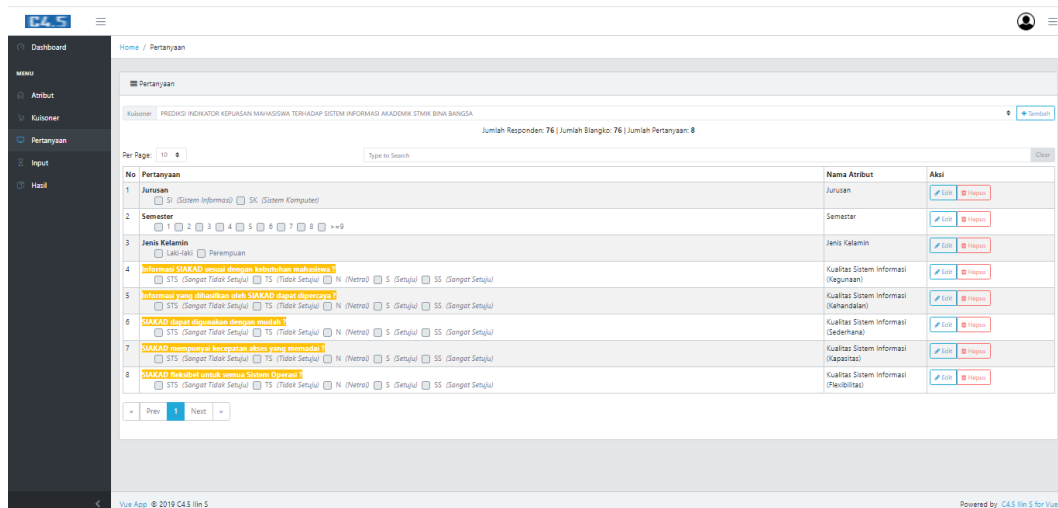 C4.5
Dashboard
Home / Pertanyaan
MENU
Atribut
Kuisoner
Pertanyaan
Input
Hasil
Pertanyaan
Kuisoner PREDIKSI INDIKATOR KEPUASAN MAHASISWA TERHADAP SISTEM INFORMASI AKADEMIK STMIK BINA BANGSA
+ Tambah
Jumlah Responden: 76 | Jumlah Blangko: 76 | Jumlah Pertanyaan: 8
Per Page: 10 Type to Search Clear
No Pertanyaan Nama Atribut Aksi
1 Jurusan Jurusan Edit Hapus
SI (Sistem Informasi) SK (Sistem Komputer)
2 Semester Semester Edit Hapus
1 2 3 4 5 6 7 8 >=9
3 Jenis Kelamin Jenis Kelamin Edit Hapus
Laki-laki Perempuan
4 Informasi SIAKAD sesuai dengan kebutuhan mahasiswa ? Kualitas Sistem Informasi Edit Hapus
STS (Sangat Tidak Setuju) TS (Tidak Setuju) N (Netral) S (Setuju) SS (Sangat Setuju) (Kegunaan)
5 Informasi yang dihasilkan oleh SIAKAD dapat dipercaya ? Kualitas Sistem Informasi Edit Hapus
STS (Sangat Tidak Setuju) TS (Tidak Setuju) N (Netral) S (Setuju) SS (Sangat Setuju) (Kehandalan)
6 SIAKAD dapat digunakan dengan mudah ? Kualitas Sistem Informasi Edit Hapus
STS (Sangat Tidak Setuju) TS (Tidak Setuju) N (Netral) S (Setuju) SS (Sangat Setuju) (Sederhana)
7 SIAKAD mempunyai kecepatan akses yang memadai ? Kualitas Sistem Informasi Edit Hapus
STS (Sangat Tidak Setuju) TS (Tidak Setuju) N (Netral) S (Setuju) SS (Sangat Setuju) (Kapasitas)
8 SIAKAD fleksibel untuk semua Sistem Operasi ? Kualitas Sistem Informasi Edit Hapus
STS (Sangat Tidak Setuju) TS (Tidak Setuju) N (Netral) S (Setuju) SS (Sangat Setuju) (Flexibilitas)
« Prev 1 Next »
Vue App © 2019 C4.5 Ilin S Powered by C4.5 Ilin S for Vue